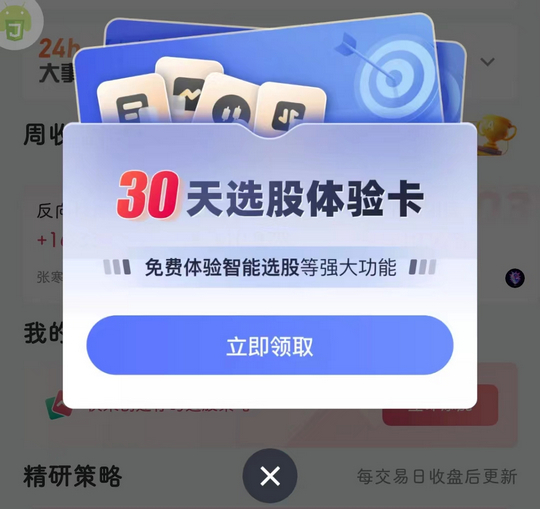 24h
大事
周收
30天选股体验卡
反向
+1
免费体验智能选股等强大功能
张寒
立即领取
我的
精研策略
每交易日收盘后更新